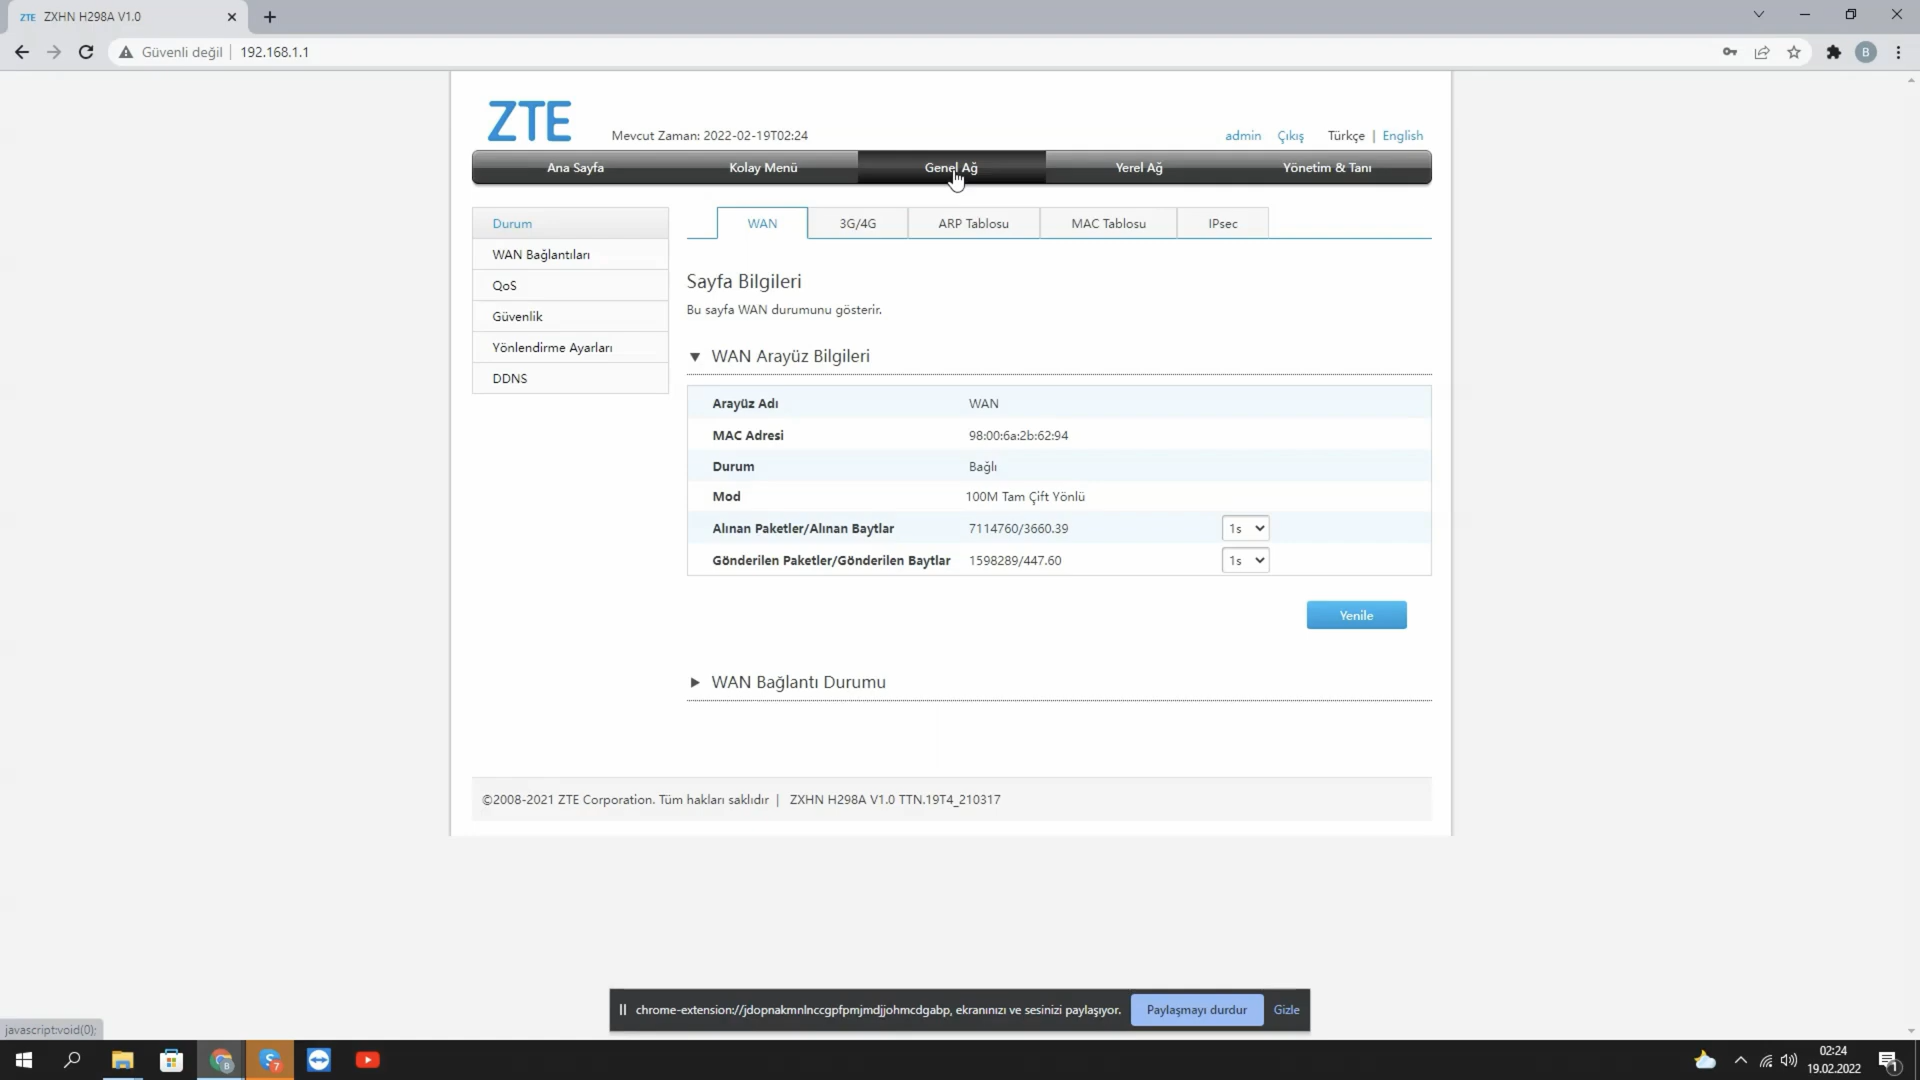 ZTE ZXHN H298A V1.0
Güvenli değil 192.168.1.1
B
ZTE
Mevcut Zaman: 2022-02-19T02:24
admin Çıkış Türkçe | English
Ana Sayfa Kolay Menü Genel Ağ Yerel Ağ Yönetim & Tanı
Durum
WAN Bağlantıları
QoS
Güvenlik
Yönlendirme Ayarları
DDNS
WAN 3G/4G ARP Tablosu MAC Tablosu IPsec
Sayfa Bilgileri
Bu sayfa WAN durumunu gösterir.
WAN Arayüz Bilgileri
Arayüz Adı WAN
MAC Adresi 98:00:6a:2b:62:94
Durum Bağlı
Mod 100M Tam Çift Yönlü
Alınan Paketler/Alınan Baytlar 7114760/3660.39 1s
Gönderilen Paketler/Gönderilen Baytlar 1598289/447.60 1s
Yenile
WAN Bağlantı Durumu
©2008-2021 ZTE Corporation. Tüm hakları saklıdır | ZXHN H298A V1.0 TTN.19T4_210317
chrome-extension://jdopnakmnlnccgpfpmjmdjjohmcdgabp, ekranınızı ve sesinizi paylaşıyor. Paylaşmayı durdur Gizle
javascript:void(0);
B
S 7
02:24
19.02.2022
1